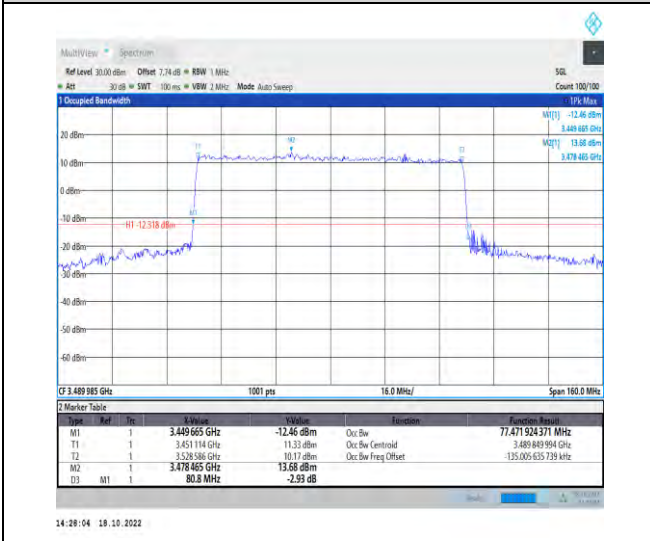 MultiView Spectrum
Ref Level 30.00 dBm Offset 7.74 dB RBW 1 MHz SGL
Att 30 dB SWT 100 ms VBW 2 MHz Mode Auto Sweep Count 100/100
1 Occupied Bandwidth 1Pk Max
M1[1] -12.46 dBm
3.449 665 GHz
M2[1] 13.68 dBm
3.478 465 GHz
20 dBm
T1 M2 T2
10 dBm
0 dBm
-10 dBm
M1
H1 -12.318 dBm
-20 dBm
-30 dBm
-40 dBm
-50 dBm
-60 dBm
CF 3.489 985 GHz 1001 pts 16.0 MHz/ Span 160.0 MHz
2 Marker Table
Type Ref Trc X-Value Y-Value Function Function Result
M1 1 3.449 665 GHz -12.46 dBm Occ Bw 77.471 924 371 MHz
T1 1 3.451 114 GHz 11.33 dBm Occ Bw Centroid 3.489 849 994 GHz
T2 1 3.528 586 GHz 10.17 dBm Occ Bw Freq Offset -135.005 635 739 kHz
M2 1 3.478 465 GHz 13.68 dBm
D3 M1 1 80.8 MHz -2.93 dB
14:28:04 18.10.2022